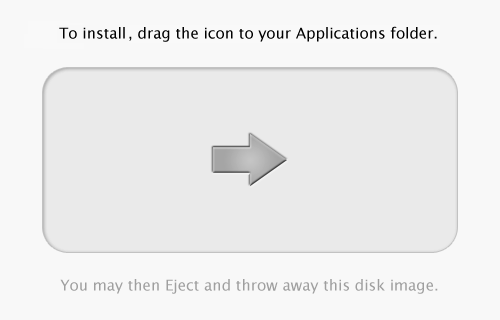 To install, drag the icon to your Applications folder.
You may then Eject and throw away this disk image.